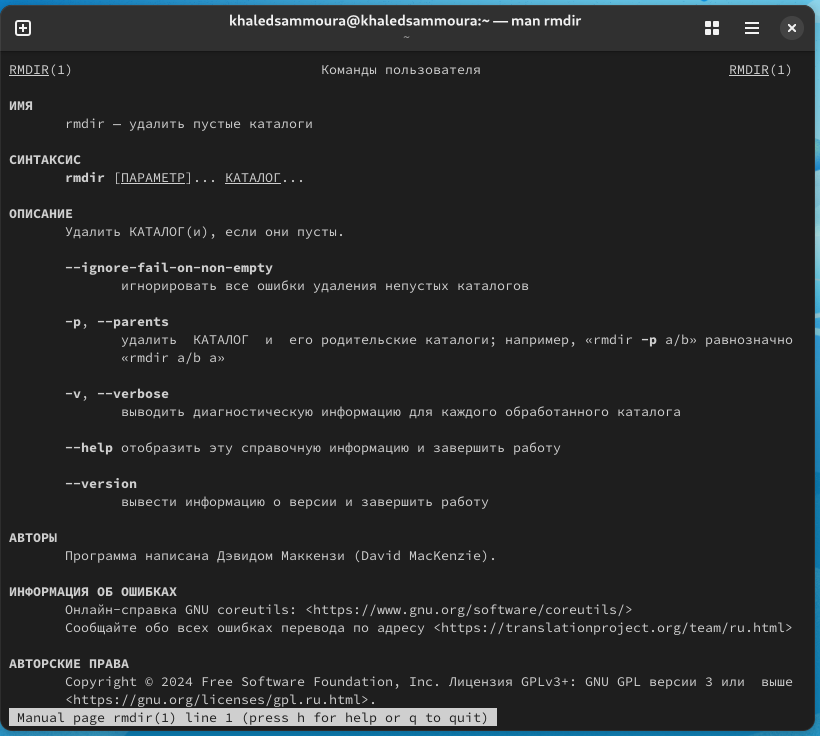 khaledsammoura@khaledsammoura:~ — man rmdir
~
RMDIR(1) Команды пользователя RMDIR(1)
ИМЯ
rmdir — удалить пустые каталоги
СИНТАКСИС
rmdir [ПАРАМЕТР]... КАТАЛОГ...
ОПИСАНИЕ
Удалить КАТАЛОГ(и), если они пусты.
--ignore-fail-on-non-empty
игнорировать все ошибки удаления непустых каталогов
-p, --parents
удалить КАТАЛОГ и его родительские каталоги; например, «rmdir -p a/b» равнозначно
«rmdir a/b a»
-v, --verbose
выводить диагностическую информацию для каждого обработанного каталога
--help отобразить эту справочную информацию и завершить работу
--version
вывести информацию о версии и завершить работу
АВТОРЫ
Программа написана Дэвидом Маккензи (David MacKenzie).
ИНФОРМАЦИЯ ОБ ОШИБКАХ
Онлайн-справка GNU coreutils: <https://www.gnu.org/software/coreutils/>
Сообщайте обо всех ошибках перевода по адресу <https://translationproject.org/team/ru.html>
АВТОРСКИЕ ПРАВА
Copyright © 2024 Free Software Foundation, Inc. Лицензия GPLv3+: GNU GPL версии 3 или выше
<https://gnu.org/licenses/gpl.ru.html>.
Manual page rmdir(1) line 1 (press h for help or q to quit)